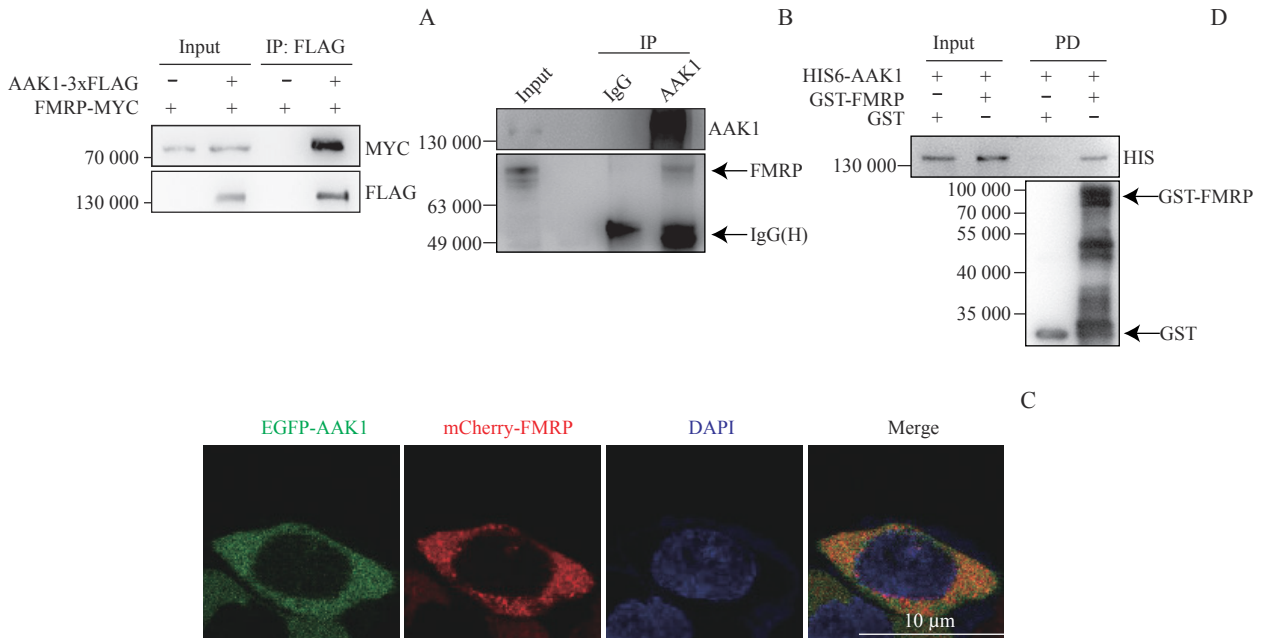 A
Input IP: FLAG
AAK1-3xFLAG − + − +
FMRP-MYC + + + +
70 000 MYC
130 000 FLAG
B
IP
Input IgG AAK1
130 000 AAK1
FMRP
63 000
49 000 IgG(H)
D
Input PD
HIS6-AAK1 + + + +
GST-FMRP − + − +
GST + − + −
130 000 HIS
100 000 GST-FMRP
70 000
55 000
40 000
35 000
GST
C
EGFP-AAK1 mCherry-FMRP DAPI Merge
10 µm